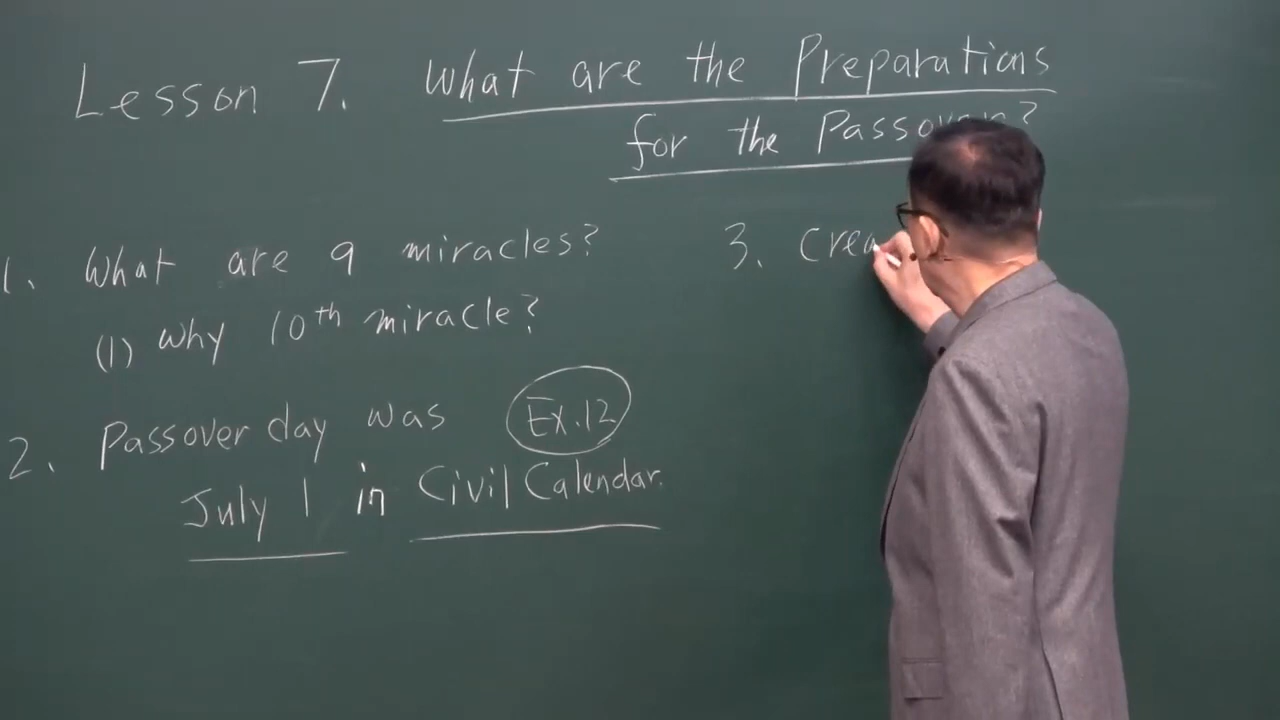 Lesson 7. What are the Preparations
for the Passover?
1. What are 9 miracles?
(1) Why 10th miracle?
2. Passover day was Ex.12
July 1 in Civil Calendar.
3. Crea